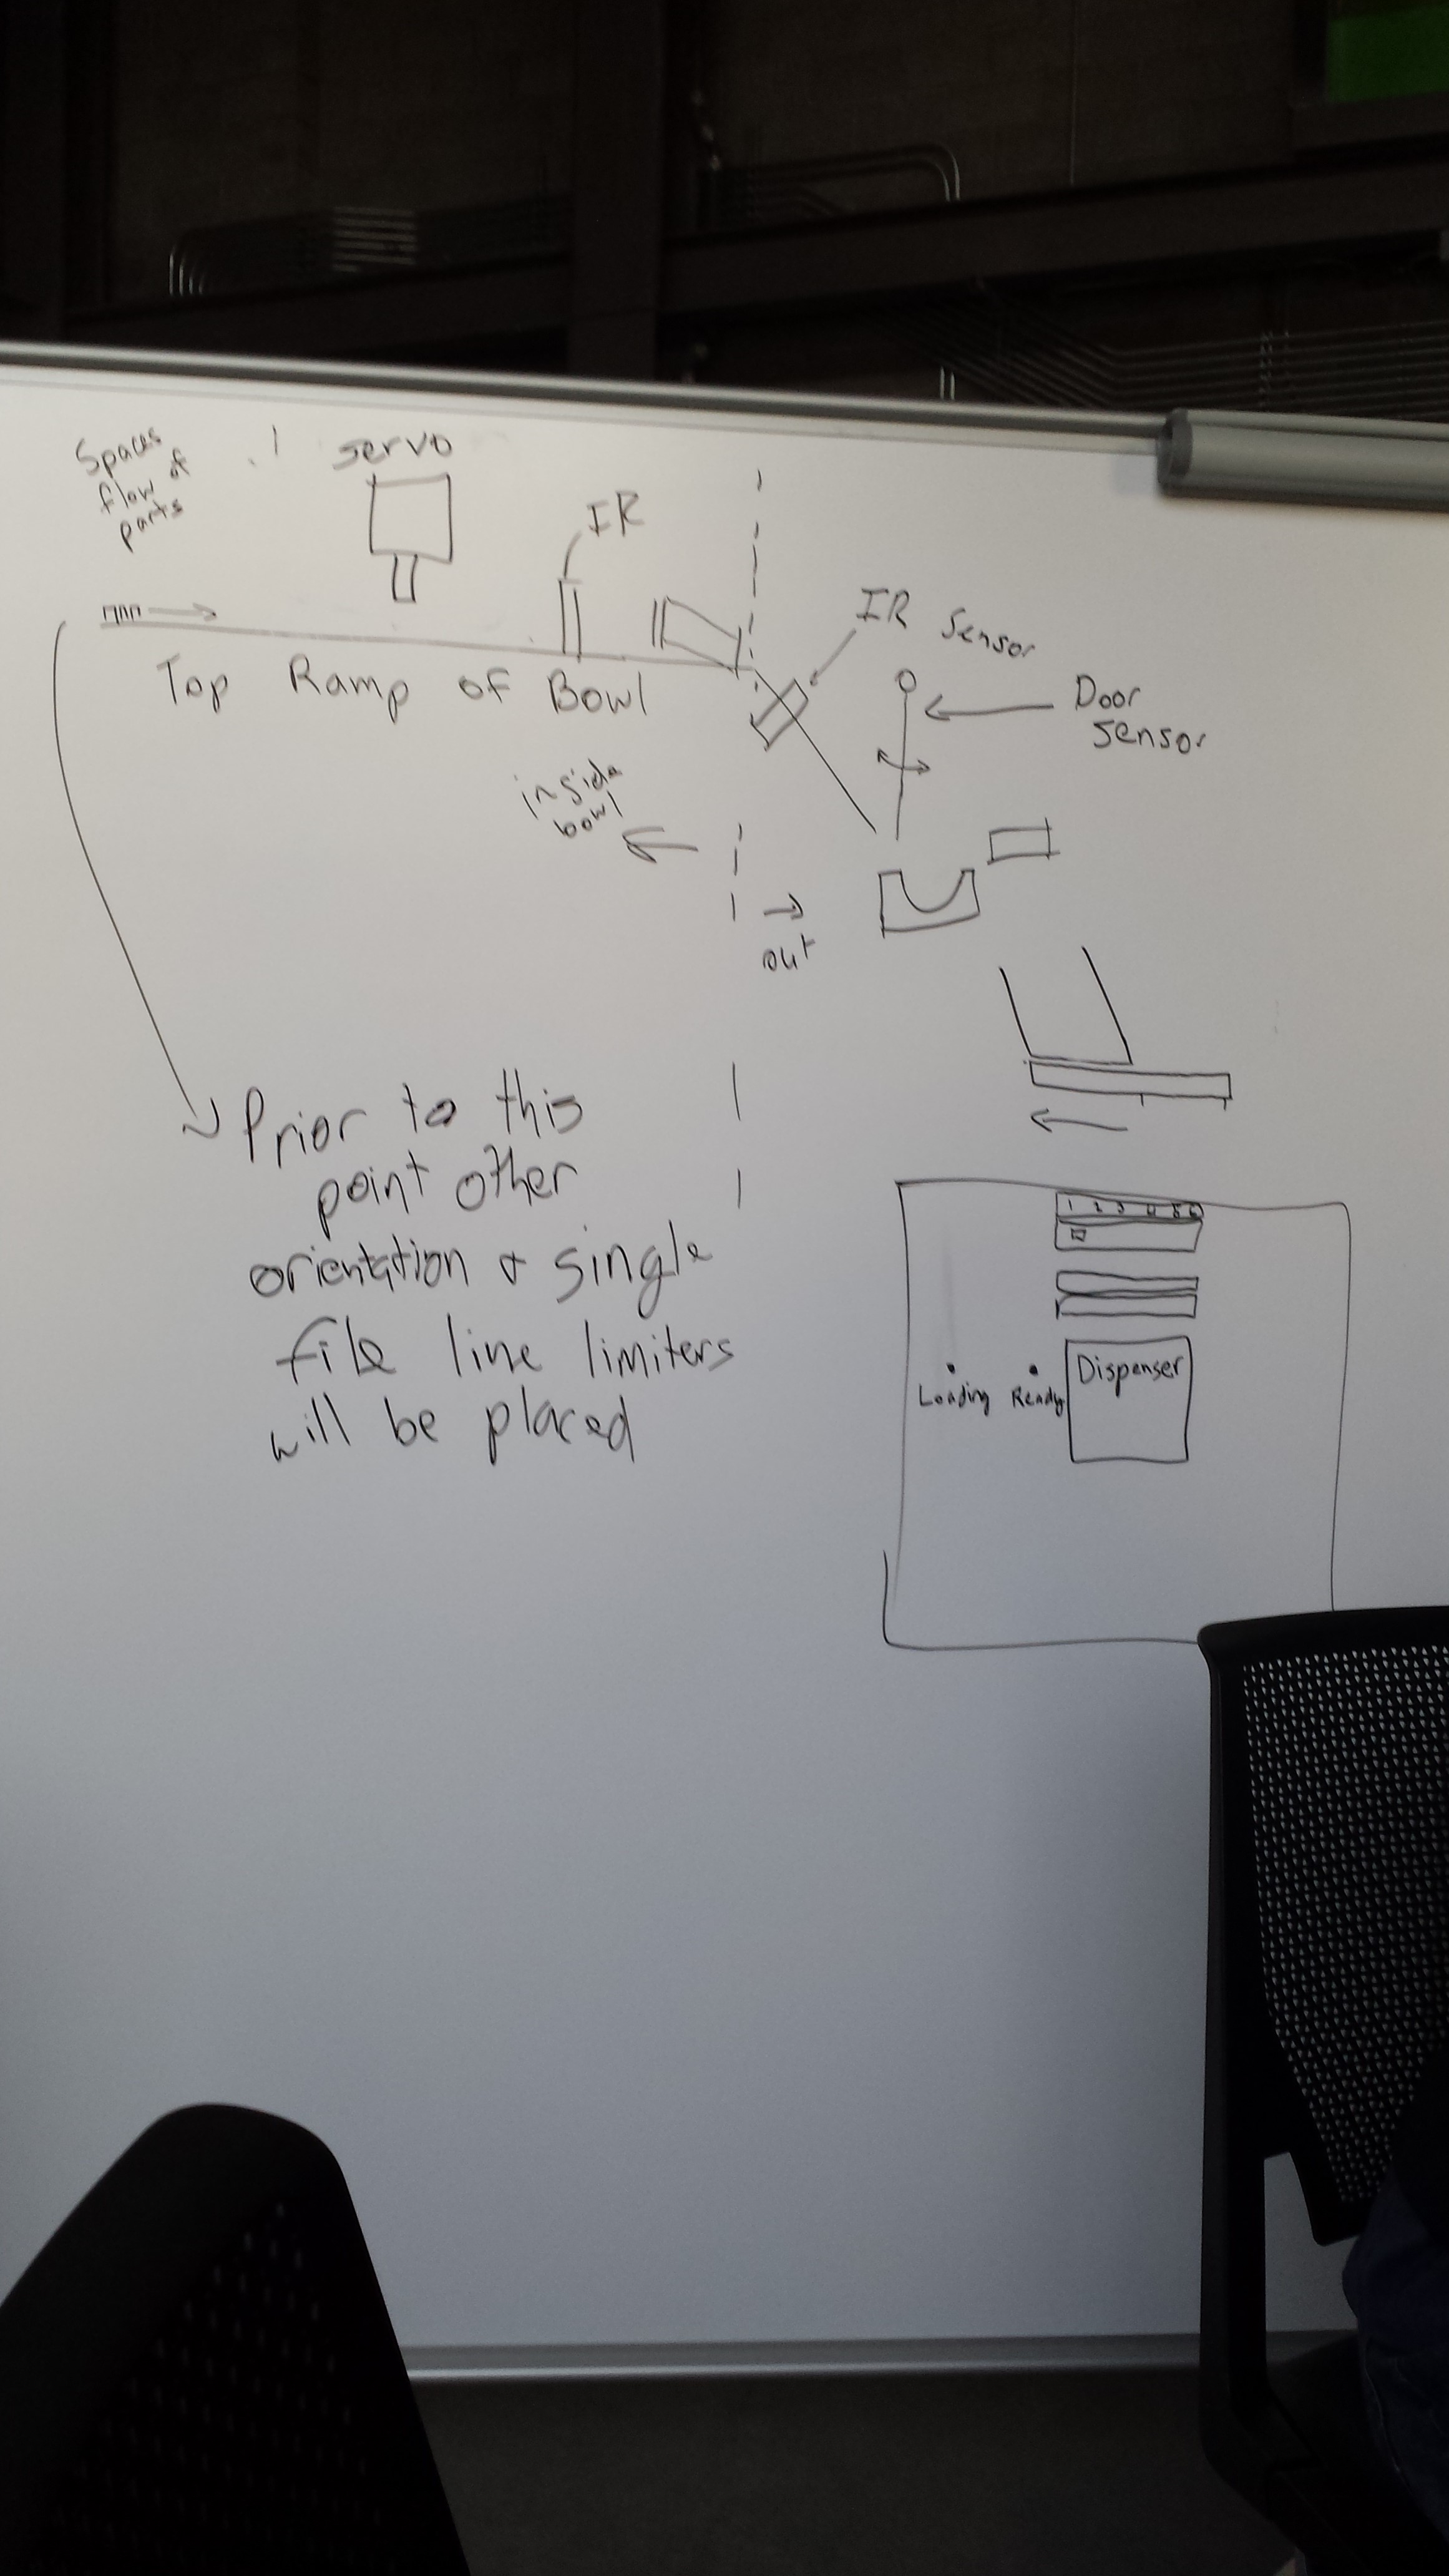 Spaces
flow of
parts
servo
IR
IR Sensor
Top Ramp of Bowl
Door
sensor
inside
bowl
out
Prior to this
point other
orientation & single
file line limiters
will be placed
1 2 3 4 5 6
Dispenser
Loading Ready